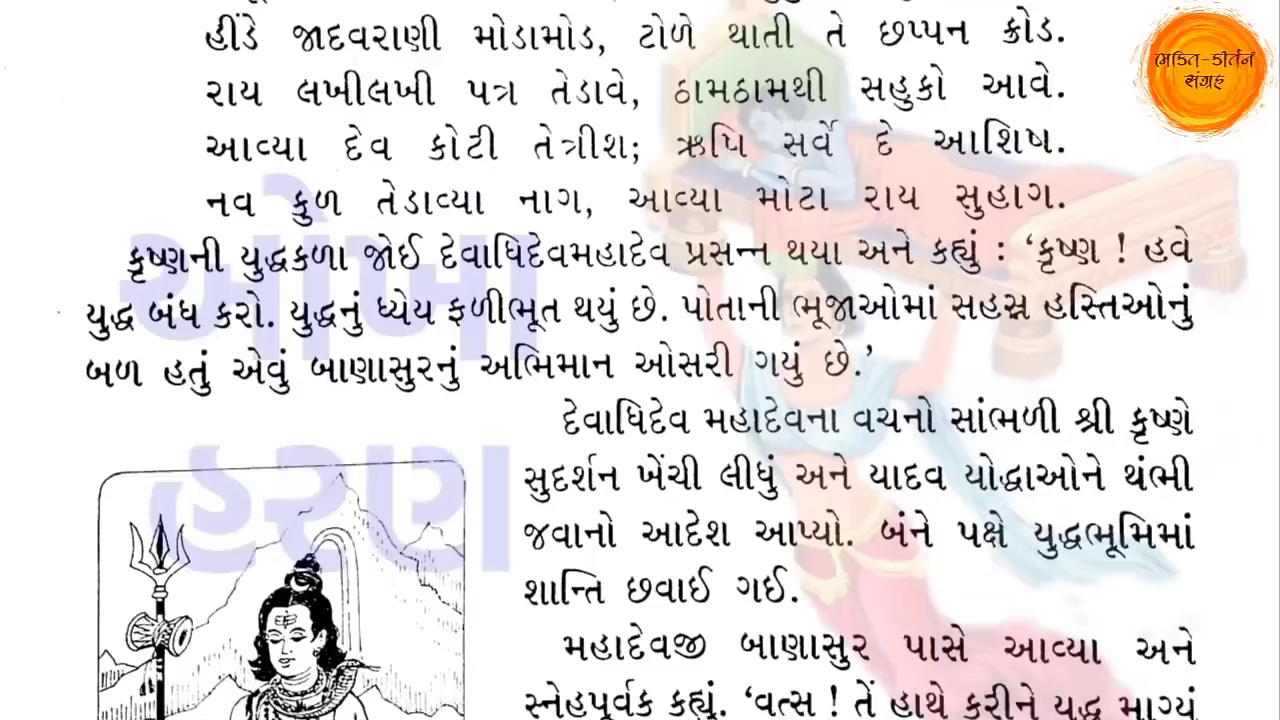 હીંડે જાદવરાણી મોડામોડ, ટોળે થાતી તે છપ્પન ક્રોડ.
રાય લખીલખી પત્ર તેડાવે, ઠામઠામથી સહુકો આવે.
આવ્યા દેવ કોટી તેત્રીશ; ઋષિ સર્વે દે આશિષ.
નવ કુળ તેડાવ્યા નાગ, આવ્યા મોટા રાય સુહાગ.
કૃષ્ણની યુદ્ધકળા જોઈ દેવાધિદેવમહાદેવ પ્રસન્ન થયા અને કહ્યું : ‘કૃષ્ણ ! હવે
યુદ્ધ બંધ કરો. યુદ્ધનું ધ્યેય ફળીભૂત થયું છે. પોતાની ભૂજાઓમાં સહસ્ર હસ્તિઓનું
બળ હતું એવું બાણાસુરનું અભિમાન ઓસરી ગયું છે.’
દેવાધિદેવ મહાદેવના વચનો સાંભળી શ્રી કૃષ્ણે
સુદર્શન ખેંચી લીધું અને યાદવ યોદ્ધાઓને થંભી
જવાનો આદેશ આપ્યો. બંને પક્ષે યુદ્ધભૂમિમાં
શાન્તિ છવાઈ ગઈ.
મહાદેવજી બાણાસુર પાસે આવ્યા અને
સ્નેહપૂર્વક કહ્યું. ‘વત્સ ! તેં હાથે કરીને યુદ્ધ માગ્યું
ઓખા
હરણ
ભક્તિ-કીર્તન
સંગ્રહ